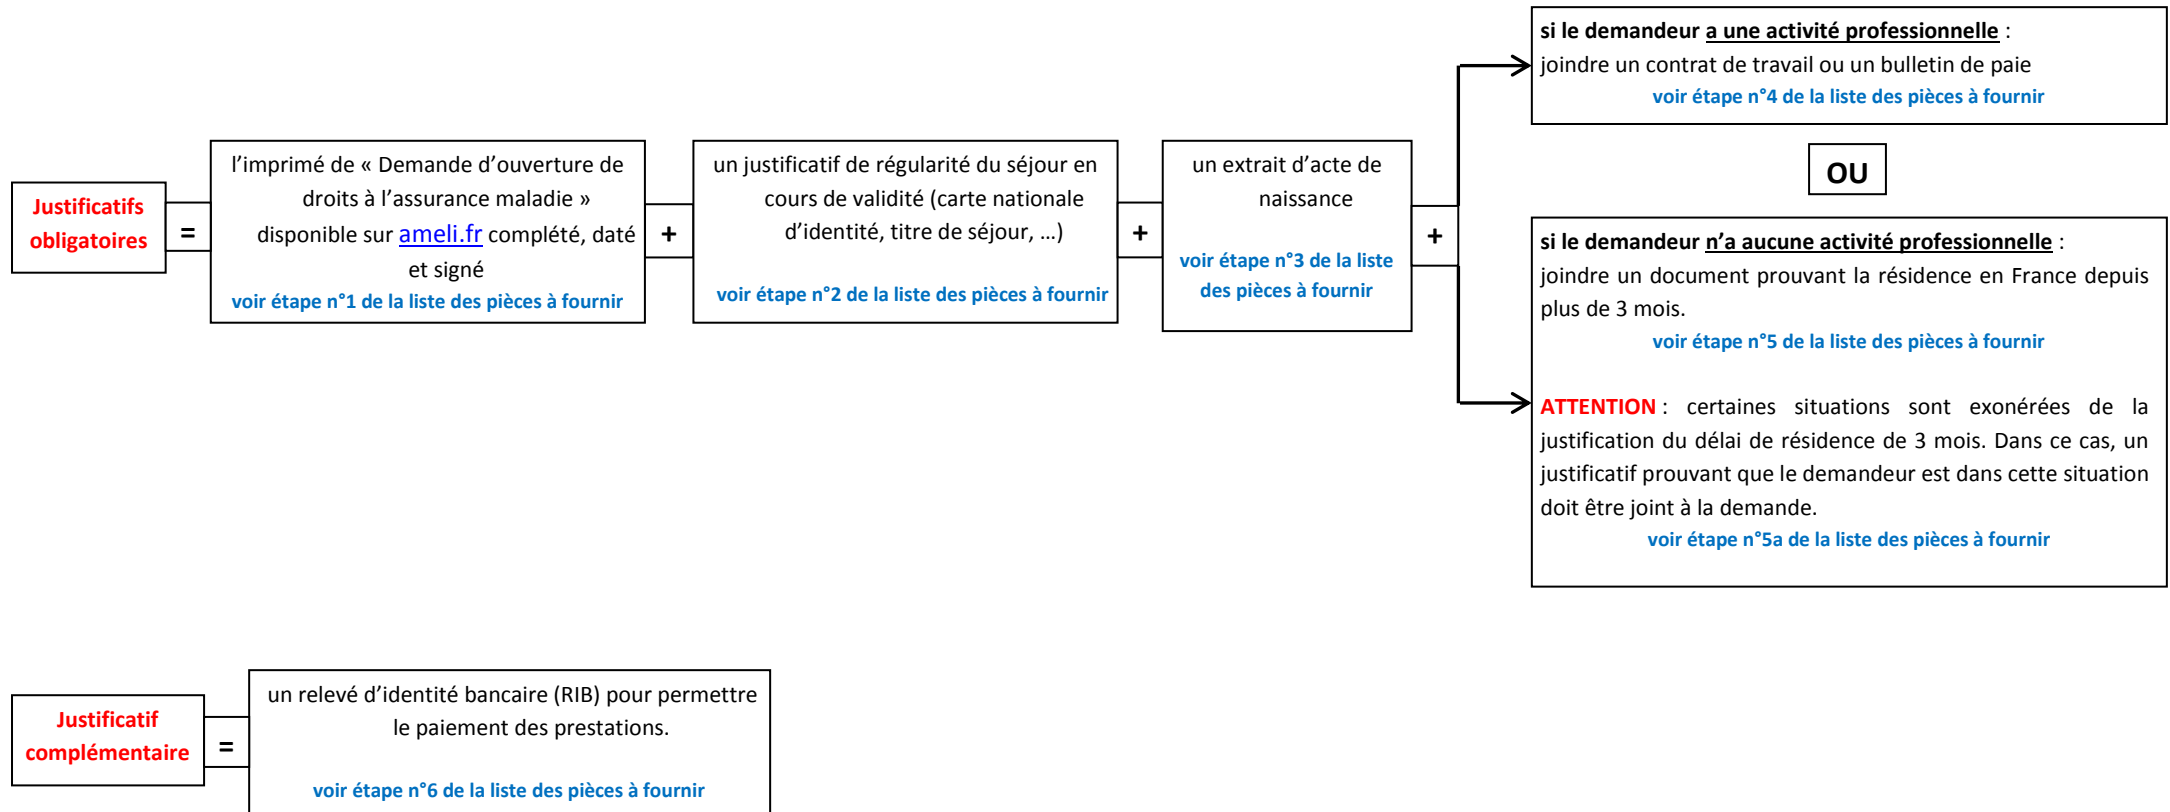 Justificatifs
obligatoires
=
l’imprimé de « Demande d’ouverture de
droits à l’assurance maladie »
disponible sur ameli.fr complété, daté
et signé
voir étape n°1 de la liste des pièces à fournir
+
un justificatif de régularité du séjour en
cours de validité (carte nationale
d’identité, titre de séjour, …)
voir étape n°2 de la liste des pièces à fournir
+
un extrait d’acte de
naissance
voir étape n°3 de la liste
des pièces à fournir
+
si le demandeur a une activité professionnelle :
joindre un contrat de travail ou un bulletin de paie
voir étape n°4 de la liste des pièces à fournir
OU
si le demandeur n’a aucune activité professionnelle :
joindre un document prouvant la résidence en France depuis
plus de 3 mois.
voir étape n°5 de la liste des pièces à fournir
ATTENTION : certaines situations sont exonérées de la
justification du délai de résidence de 3 mois. Dans ce cas, un
justificatif prouvant que le demandeur est dans cette situation
doit être joint à la demande.
voir étape n°5a de la liste des pièces à fournir
Justificatif
complémentaire
=
un relevé d’identité bancaire (RIB) pour permettre
le paiement des prestations.
voir étape n°6 de la liste des pièces à fournir